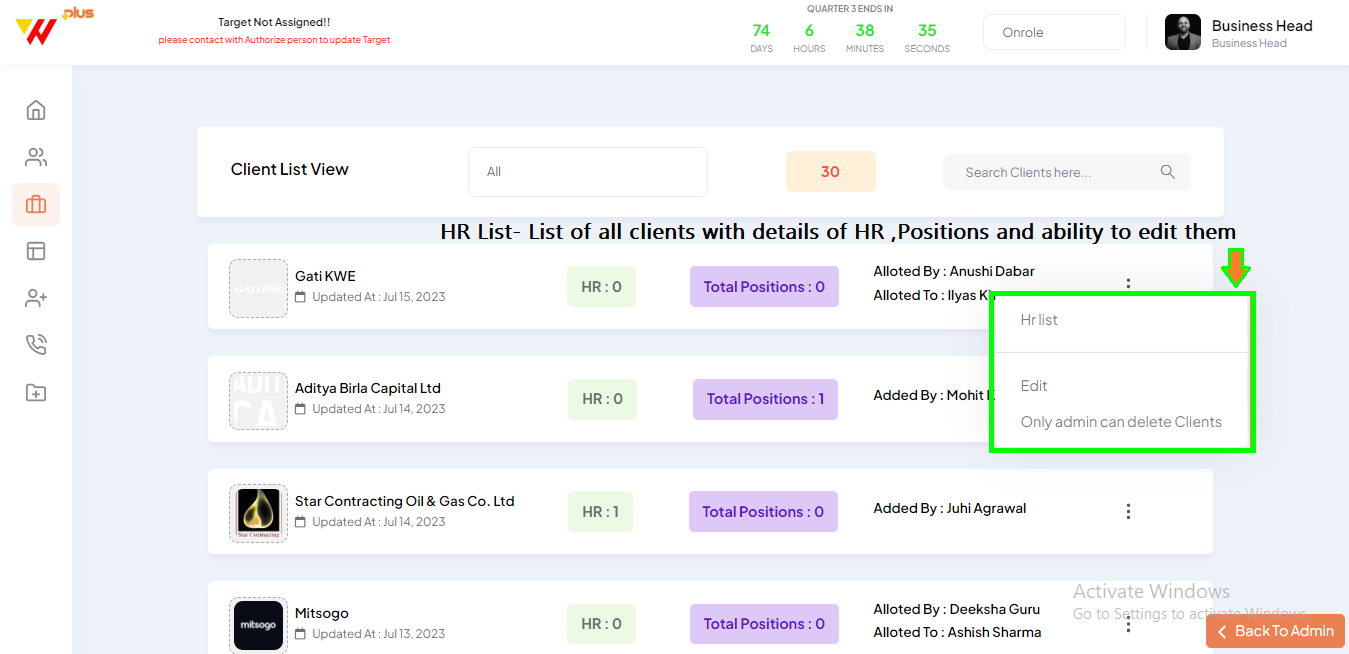 plus
Target Not Assigned!!
please contact with Authorize person to update Target
QUARTER 3 ENDS IN
74 6 38 35
DAYS HOURS MINUTES SECONDS
Onrole
Business Head
Business Head
Client List View
All
30
Search Clients here...
HR List- List of all clients with details of HR ,Positions and ability to edit them
GATI KWE
Gati KWE
Updated At : Jul 15, 2023
HR : 0
Total Positions : 0
Alloted By : Anushi Dabar
Alloted To : Ilyas
Hr list
Edit
Only admin can delete Clients
Aditya Birla Capital Ltd
Updated At : Jul 14, 2023
HR : 0
Total Positions : 1
Added By : Mohit
Star Contracting
Star Contracting Oil & Gas Co. Ltd
Updated At : Jul 14, 2023
HR : 1
Total Positions : 0
Added By : Juhi Agrawal
mitsogo
Mitsogo
Updated At : Jul 13, 2023
HR : 0
Total Positions : 0
Alloted By : Deeksha Guru
Alloted To : Ashish Sharma
Activate Windows
Go to Settings to activate Windows.
Back To Admin